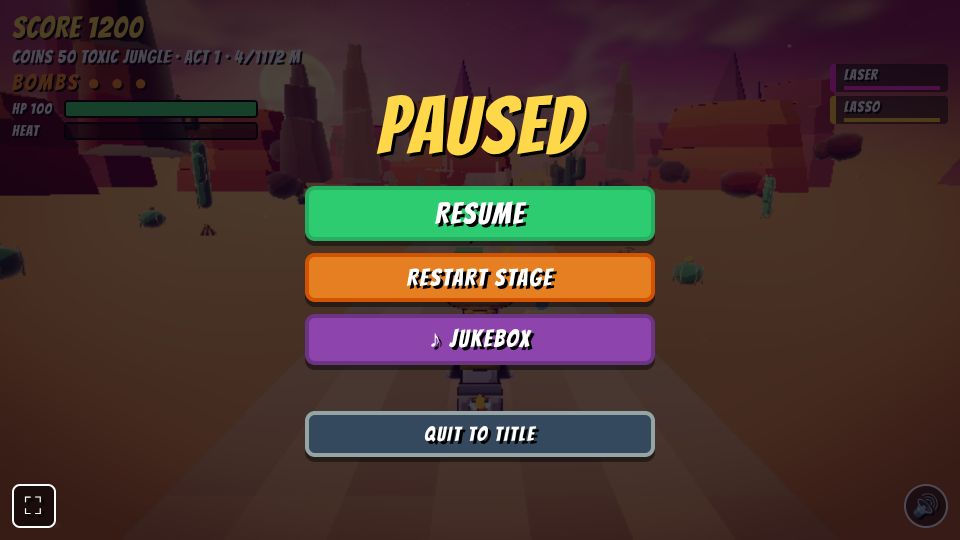 SCORE 1200
COINS 50 TOXIC JUNGLE · ACT 1 · 4/1172 M
BOMBS
HP 100
HEAT
LASER
LASSO
PAUSED
RESUME
RESTART STAGE
♪ JUKEBOX
QUIT TO TITLE